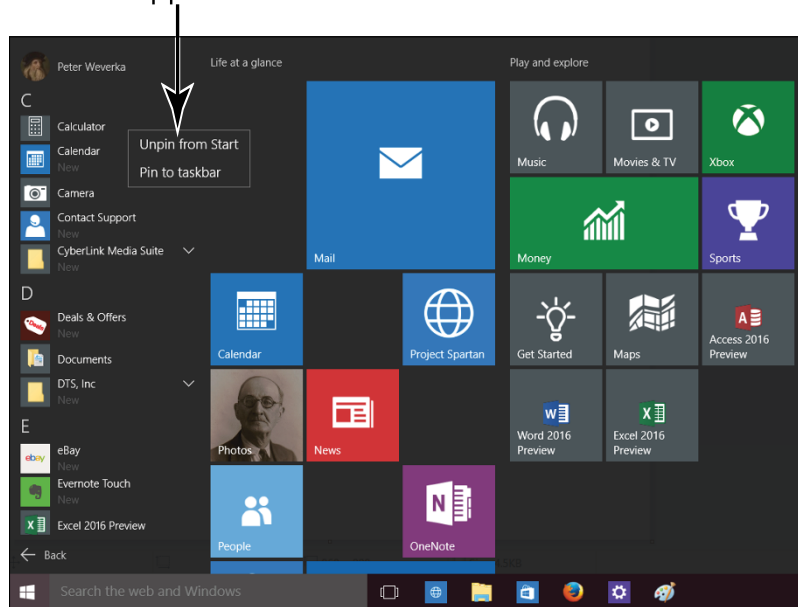 Peter Weverka
C
Calculator
Calendar
New
Camera
Contact Support
New
CyberLink Media Suite
New
D
Deals & Offers
New
Documents
DTS, Inc
New
E
eBay
New
Evernote Touch
New
Excel 2016 Preview
Back
Unpin from Start
Pin to taskbar
Life at a glance
Mail
Calendar
Project Spartan
Photos
News
People
OneNote
Play and explore
Music
Movies & TV
Xbox
Money
Sports
Get Started
Maps
Access 2016
Preview
Word 2016
Preview
Excel 2016
Preview
Search the web and Windows